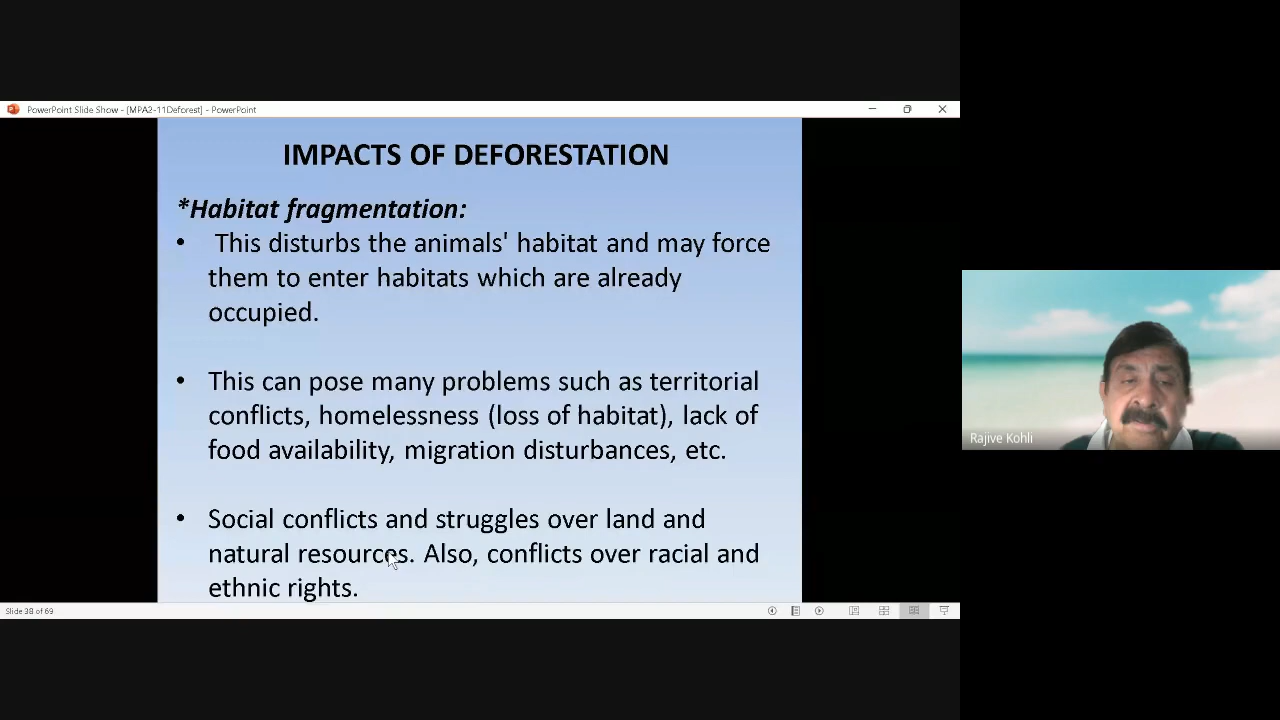 PowerPoint Slide Show - [MPA2-11Deforest] - PowerPoint
IMPACTS OF DEFORESTATION
*Habitat fragmentation:
• This disturbs the animals' habitat and may force
them to enter habitats which are already
occupied.
• This can pose many problems such as territorial
conflicts, homelessness (loss of habitat), lack of
food availability, migration disturbances, etc.
• Social conflicts and struggles over land and
natural resources. Also, conflicts over racial and
ethnic rights.
Rajive Kohli
Slide 38 of 69